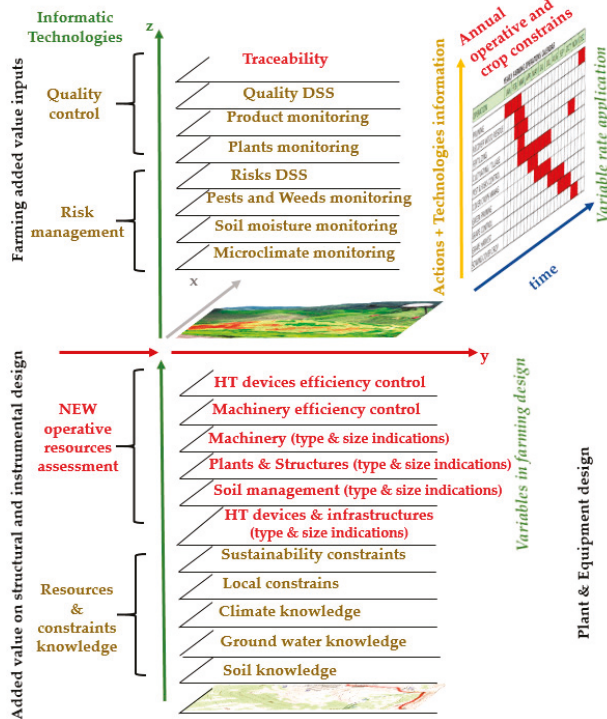 Informatic
Technologies
z
Annual
operative and
crop constrains
Farming added value inputs
Quality
control
Risk
management
Traceability
Quality DSS
Product monitoring
Plants monitoring
Risks DSS
Pests and Weeds monitoring
Soil moisture monitoring
Microclimate monitoring
x
Actions + Technologies information
time
Variable rate application
y
Added value on structural and instrumental design
NEW
operative
resources
assessment
Resources
&
constraints
knowledge
HT devices efficiency control
Machinery efficiency control
Machinery (type & size indications)
Plants & Structures (type & size indications)
Soil management (type & size indications)
HT devices & infrastructures
(type & size indications)
Sustainability constraints
Local constrains
Climate knowledge
Ground water knowledge
Soil knowledge
Variables in farming design
Plant & Equipment design